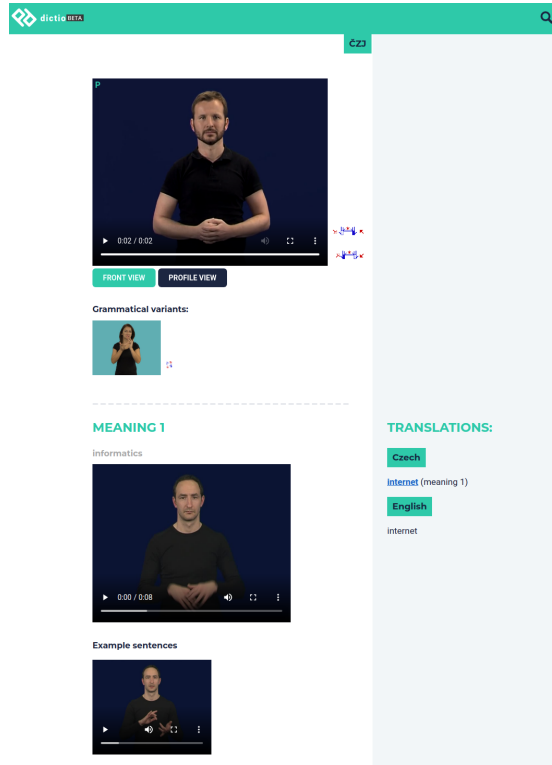 dictio BETA
ČZJ
P
0:02 / 0:02
FRONT VIEW
PROFILE VIEW
Grammatical variants:
MEANING 1
informatics
0:00 / 0:08
Example sentences
TRANSLATIONS:
Czech
internet (meaning 1)
English
internet